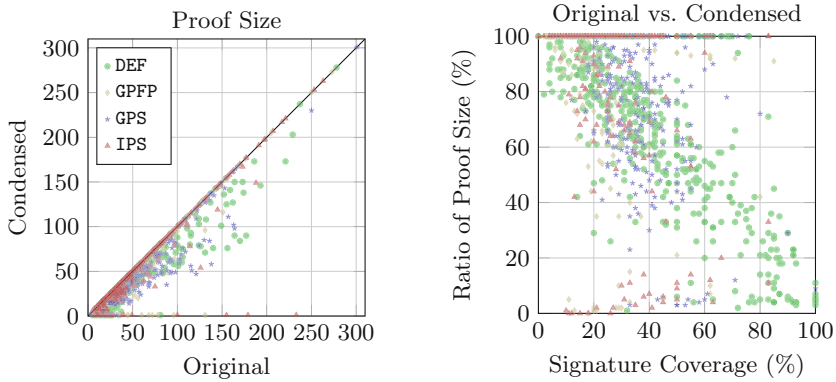 Proof Size
Condensed
300
250
200
150
100
50
0
DEF
GPFP
GPS
IPS
0 50 100 150 200 250 300
Original
Original vs. Condensed
Ratio of Proof Size (%)
100
80
60
40
20
0
0 20 40 60 80 100
Signature Coverage (%)